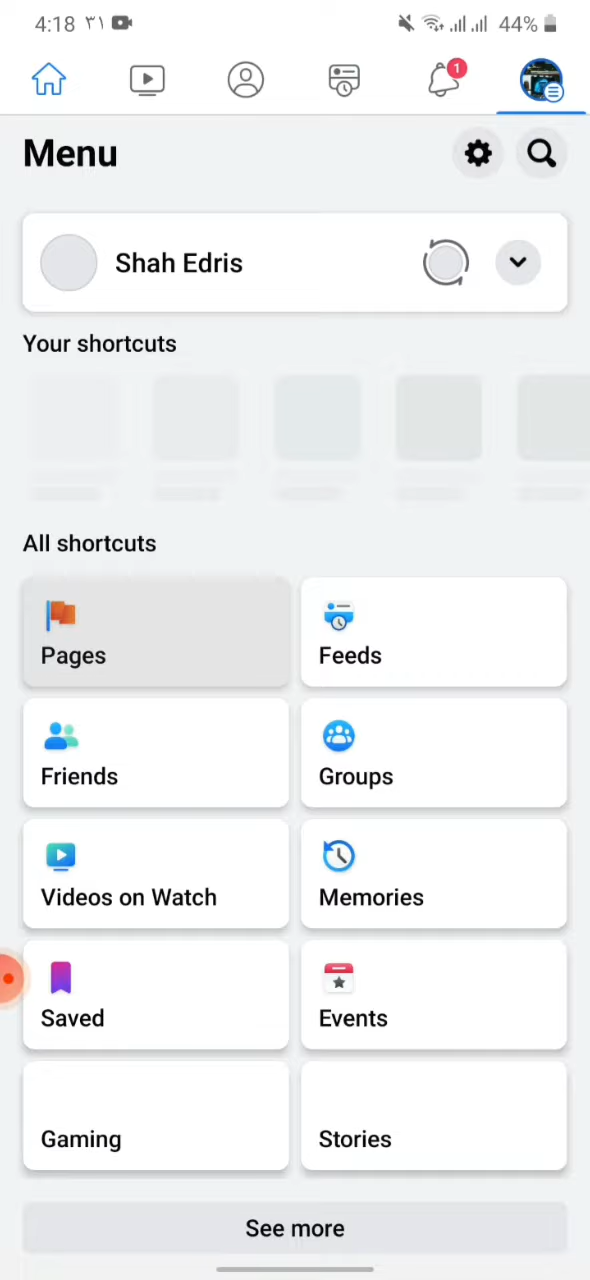 4:18 ٣١ 44%
1
Menu
Shah Edris
Your shortcuts
All shortcuts
Pages
Feeds
Friends
Groups
Videos on Watch
Memories
Saved
Events
Gaming
Stories
See more